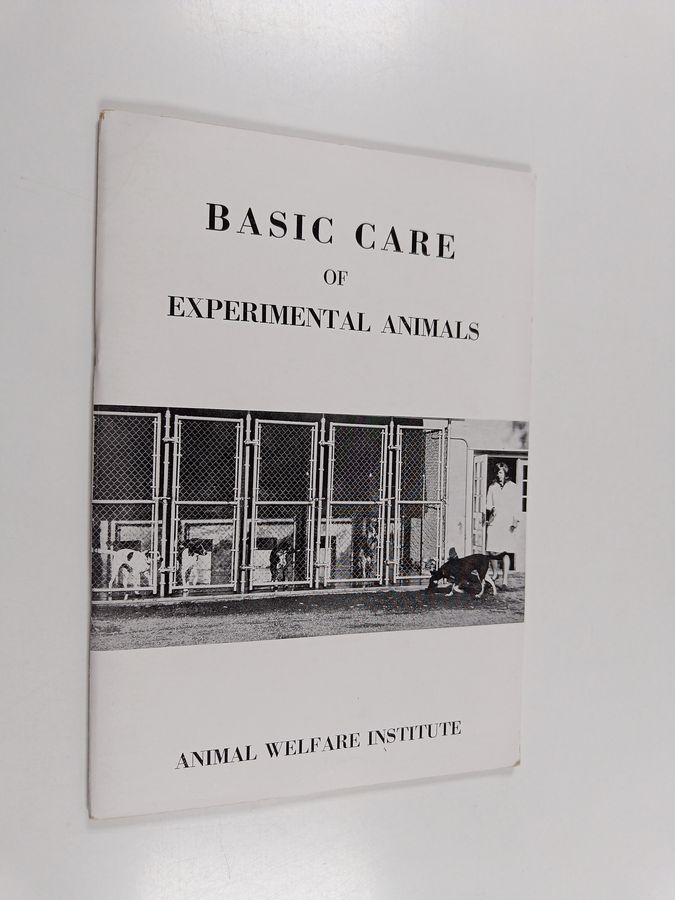 BASIC CARE
OF
EXPERIMENTAL ANIMALS
ANIMAL WELFARE INSTITUTE